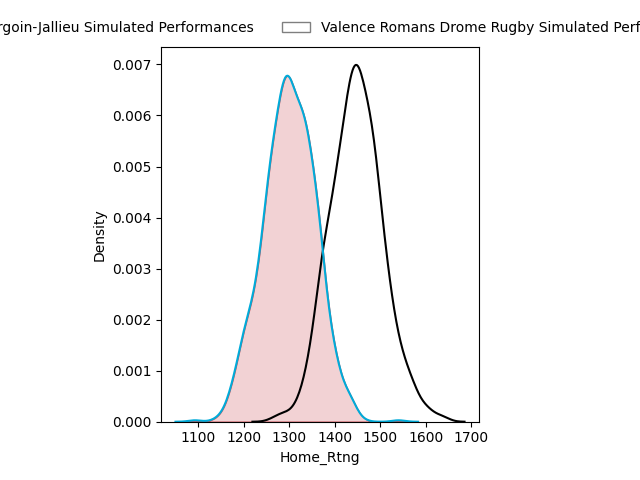 rgoin-Jallieu Simulated Performances Valence Romans Drome Rugby Simulated Perf
0.007
0.006
0.005
0.004
0.003
0.002
0.001
0.000
Density
1100 1200 1300 1400 1500 1600 1700
Home_Rtng